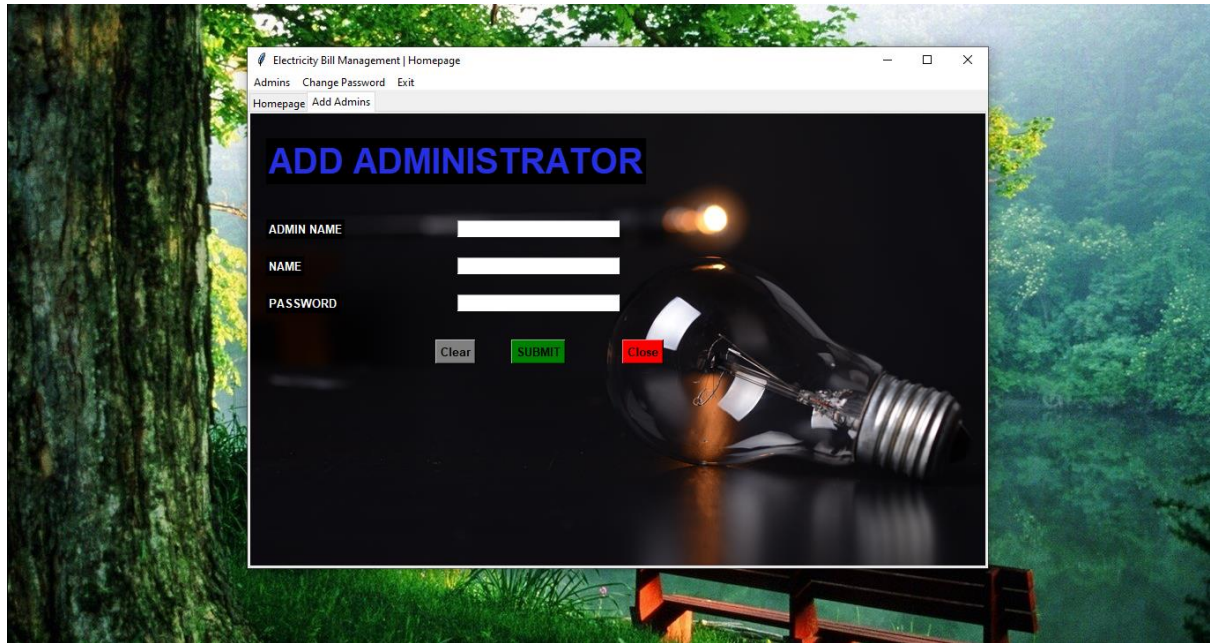 Electricity Bill Management | Homepage
Admins Change Password Exit
Homepage Add Admins
ADD ADMINISTRATOR
ADMIN NAME
NAME
PASSWORD
Clear SUBMIT Close